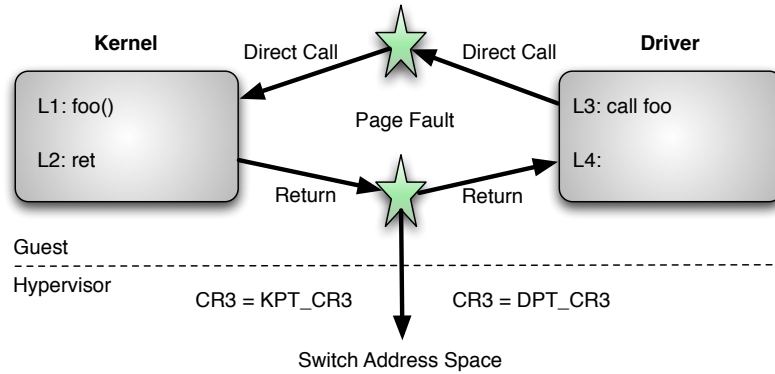 Kernel
Driver
Direct Call
Direct Call
L1: foo()
L3: call foo
Page Fault
L2: ret
L4:
Return
Return
Guest
Hypervisor
CR3 = KPT_CR3
CR3 = DPT_CR3
Switch Address Space